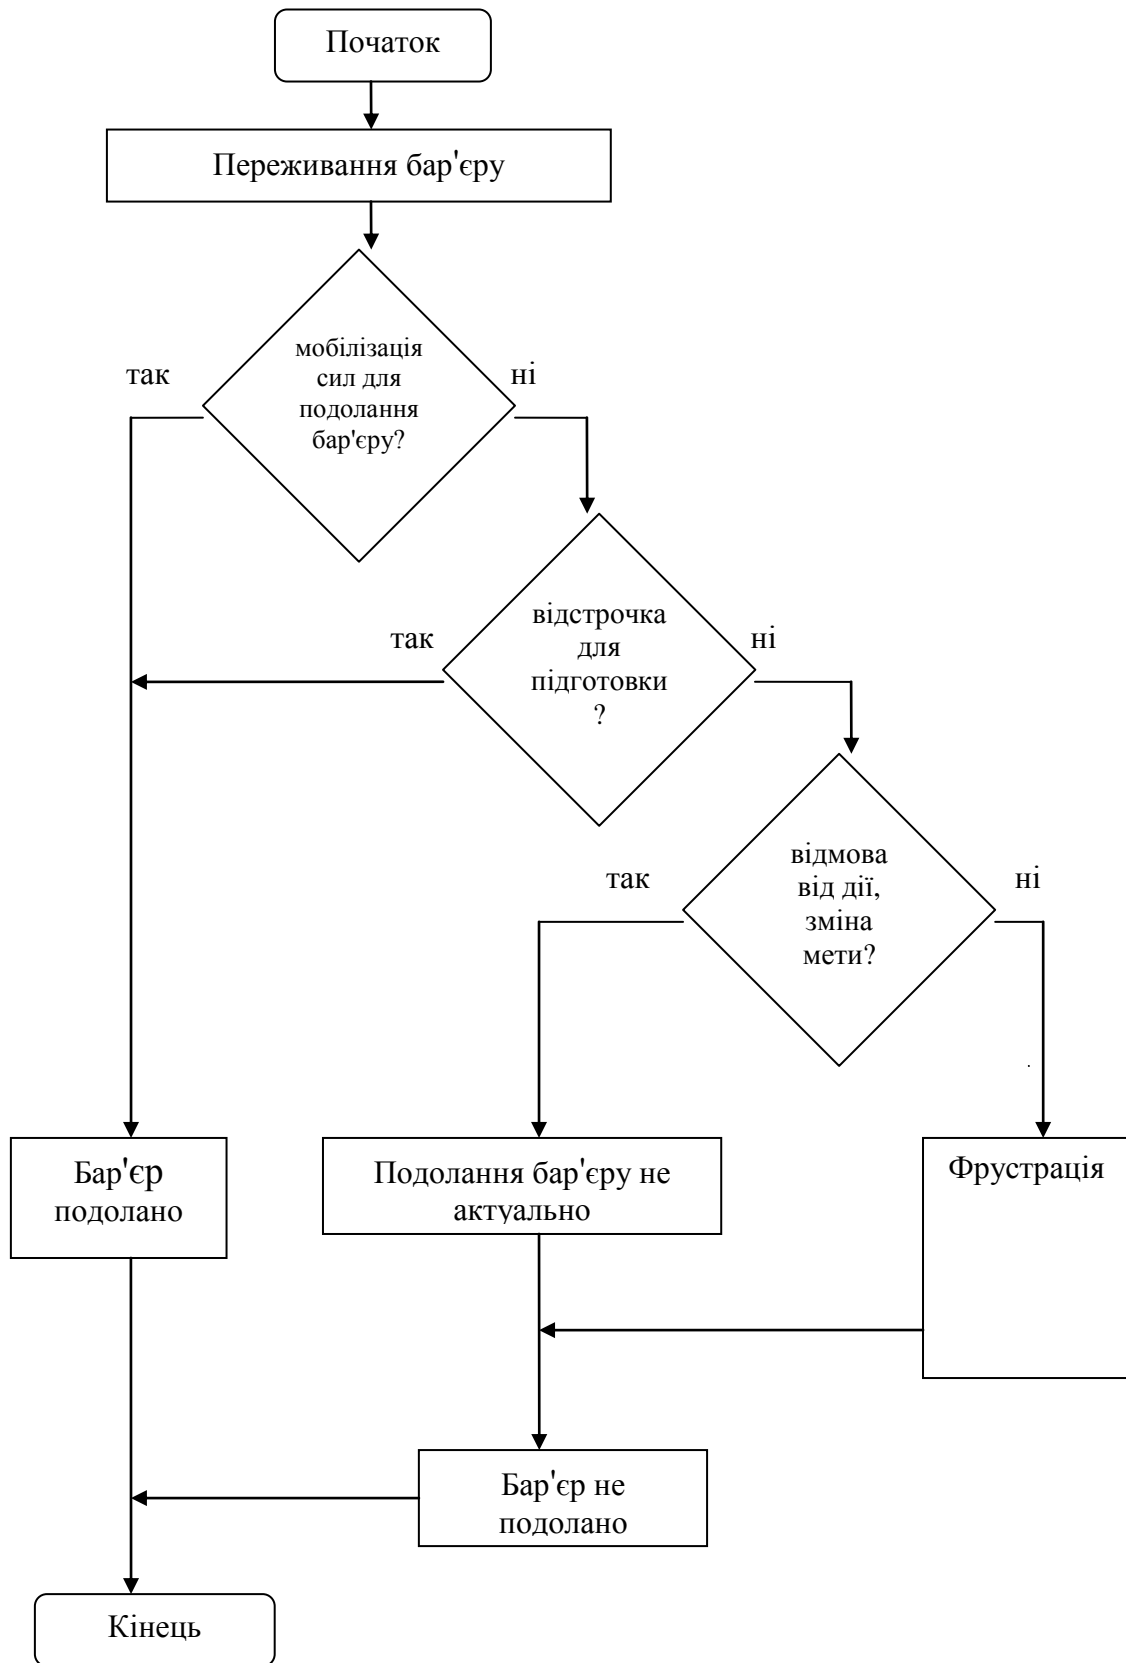 Початок
Переживання бар'єру
мобілізація
сил для
подолання
бар'єру?
так
ні
відстрочка
для
підготовки
?
так
ні
відмова
від дії,
зміна
мети?
так
ні
Бар'єр
подолано
Подолання бар'єру не
актуально
Фрустрація
Бар'єр не
подолано
Кінець